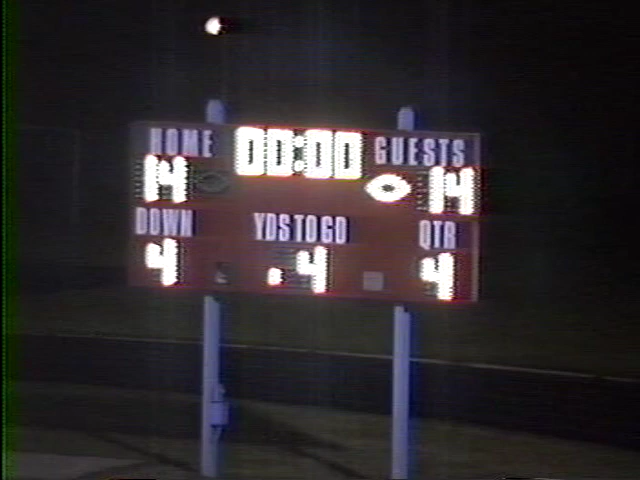 HOME 00:00 GUESTS
14 14
DOWN YDS TO GO QTR
4 4 4